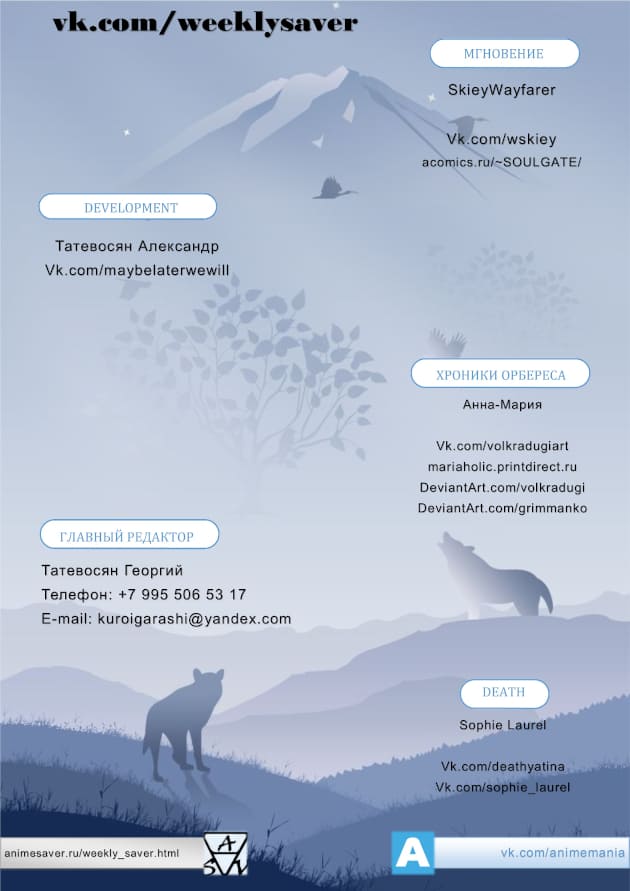 vk.com/weeklysaver
МГНОВЕНИЕ
SkieyWayfarer
Vk.com/wskiey
acomics.ru/~SOULGATE/
DEVELOPMENT
Татевосян Александр
Vk.com/maybelaterwewill
ХРОНИКИ ОРБЕРЕСА
Анна-Мария
Vk.com/volkradugiart
mariaholic.printdirect.ru
DeviantArt.com/volkradugi
DeviantArt.com/grimmanko
ГЛАВНЫЙ РЕДАКТОР
Татевосян Георгий
Телефон: +7 995 506 53 17
E-mail: kuroigarashi@yandex.com
DEATH
Sophie Laurel
Vk.com/deathyatina
Vk.com/sophie_laurel
animesaver.ru/weekly_saver.html
A
SVN
A
vk.com/animemania